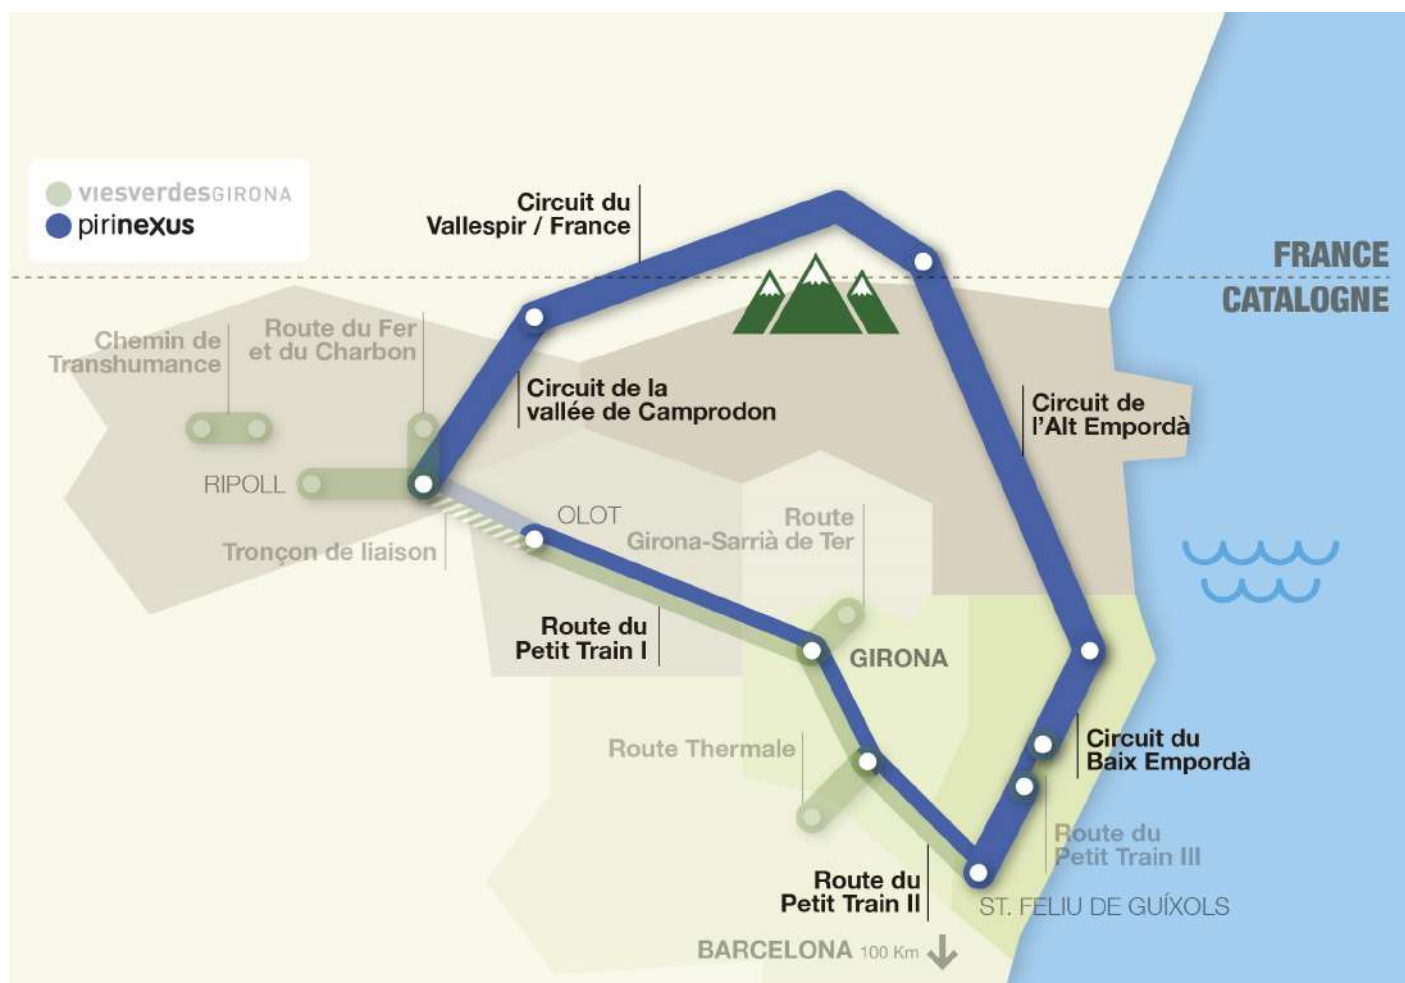 viesverdesGIRONA
pirinexus
Circuit du
Vallespir / France
FRANCE
CATALOGNE
Chemin de
Transhumance
Route du Fer
et du Charbon
Circuit de la
vallée de Camprodon
Circuit de
l'Alt Empordà
RIPOLL
OLOT
Tronçon de liaison
Route
Girona-Sarrià de Ter
Route du
Petit Train I
GIRONA
Route Thermale
Circuit du
Baix Empordà
Route du
Petit Train III
Route du
Petit Train II
ST. FELIU DE GUÍXOLS
BARCELONA 100 Km